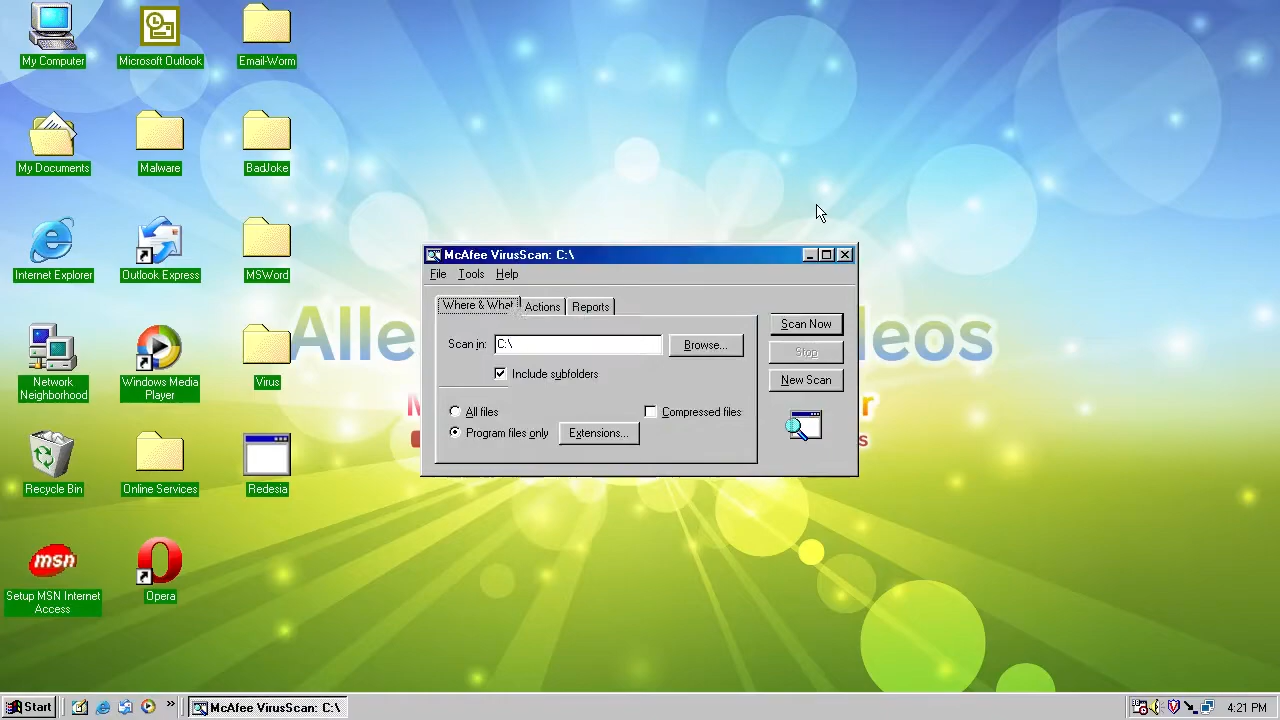 My Computer
Microsoft Outlook
Email-Worm
My Documents
Malware
BadJoke
Internet Explorer
Outlook Express
MSWord
Network
Neighborhood
Windows Media
Player
Virus
Recycle Bin
Online Services
Redesia
msn
Setup MSN Internet
Access
Opera
McAfee VirusScan: C:\
File Tools Help
Where & What Actions Reports
Scan in: C:\ Browse...
Include subfolders
All files Compressed files
Program files only Extensions...
Scan Now
Stop
New Scan
Alle
deos
Start
McAfee VirusScan: C:\
4:21 PM